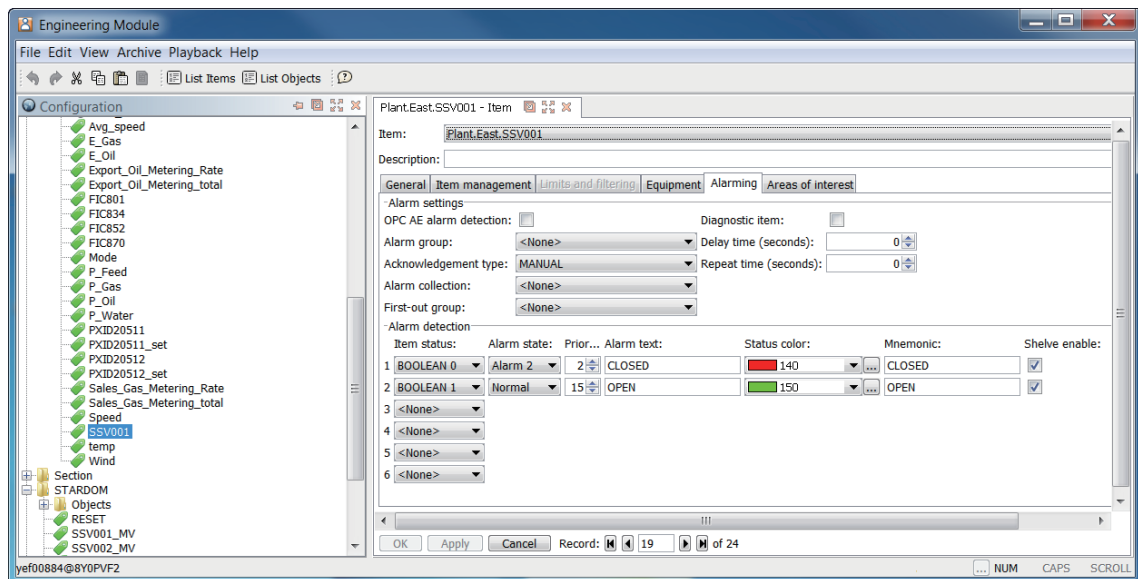 Engineering Module
File Edit View Archive Playback Help
List Items List Objects
Configuration
Avg_speed
E_Gas
E_Oil
Export_Oil_Metering_Rate
Export_Oil_Metering_total
FIC801
FIC834
FIC852
FIC870
Mode
P_Feed
P_Gas
P_Oil
P_Water
PXID20511
PXID20511_set
PXID20512
PXID20512_set
Sales_Gas_Metering_Rate
Sales_Gas_Metering_total
Speed
SSV001
temp
Wind
Section
STARDOM
Objects
RESET
SSV001_MV
SSV002_MV
Plant.East.SSV001 - Item
Item: Plant.East.SSV001
Description:
General Item management Limits and filtering Equipment Alarming Areas of interest
Alarm settings
OPC AE alarm detection: Diagnostic item:
Alarm group: <None> Delay time (seconds): 0
Acknowledgement type: MANUAL Repeat time (seconds): 0
Alarm collection: <None>
First-out group: <None>
Alarm detection
Item status: Alarm state: Prior... Alarm text: Status color: Mnemonic: Shelve enable:
1 BOOLEAN 0 Alarm 2 2 CLOSED 140 ... CLOSED
2 BOOLEAN 1 Normal 15 OPEN 150 ... OPEN
3 <None>
4 <None>
5 <None>
6 <None>
OK Apply Cancel Record: 19 of 24
yef00884@8Y0PVF2 ... NUM CAPS SCROLL